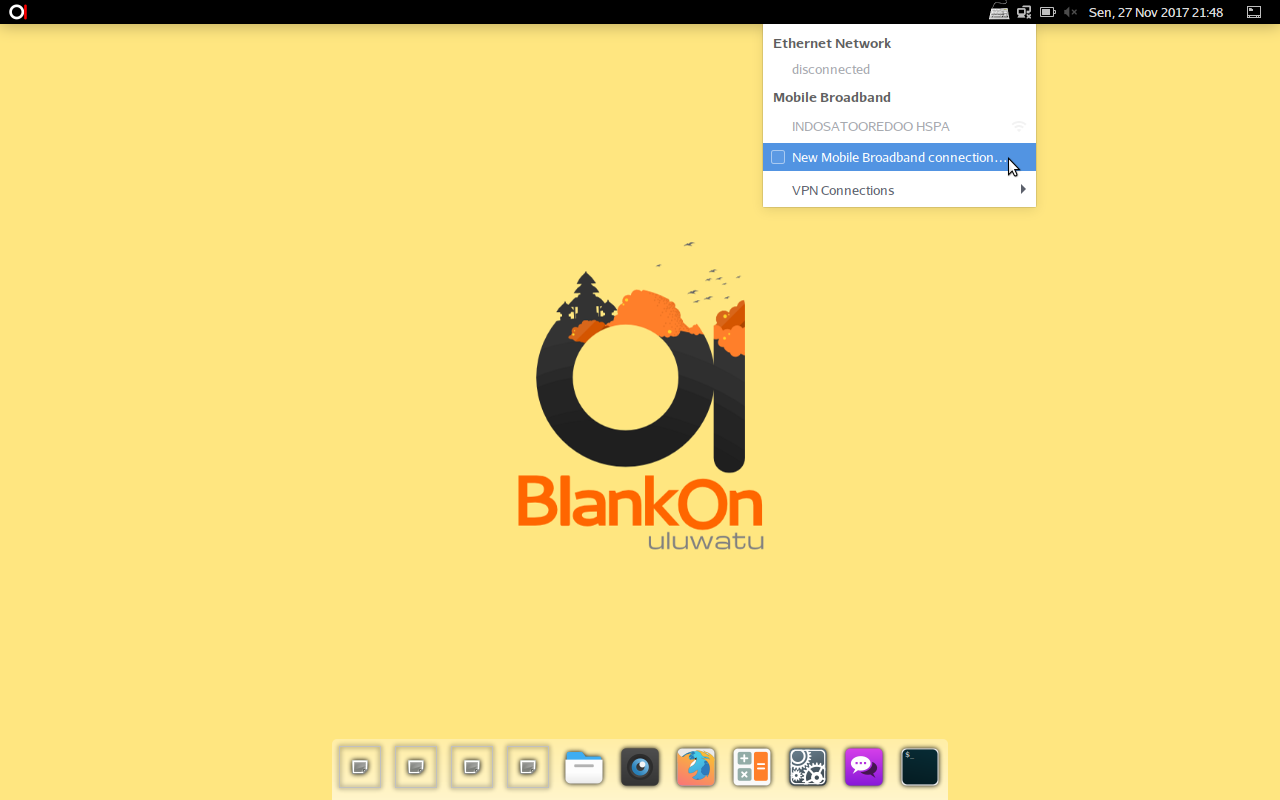 Sen, 27 Nov 2017 21:48
Ethernet Network
disconnected
Mobile Broadband
INDOSATOOREDOO HSPA
New Mobile Broadband connection…
VPN Connections
BlankOn
uluwatu
$_